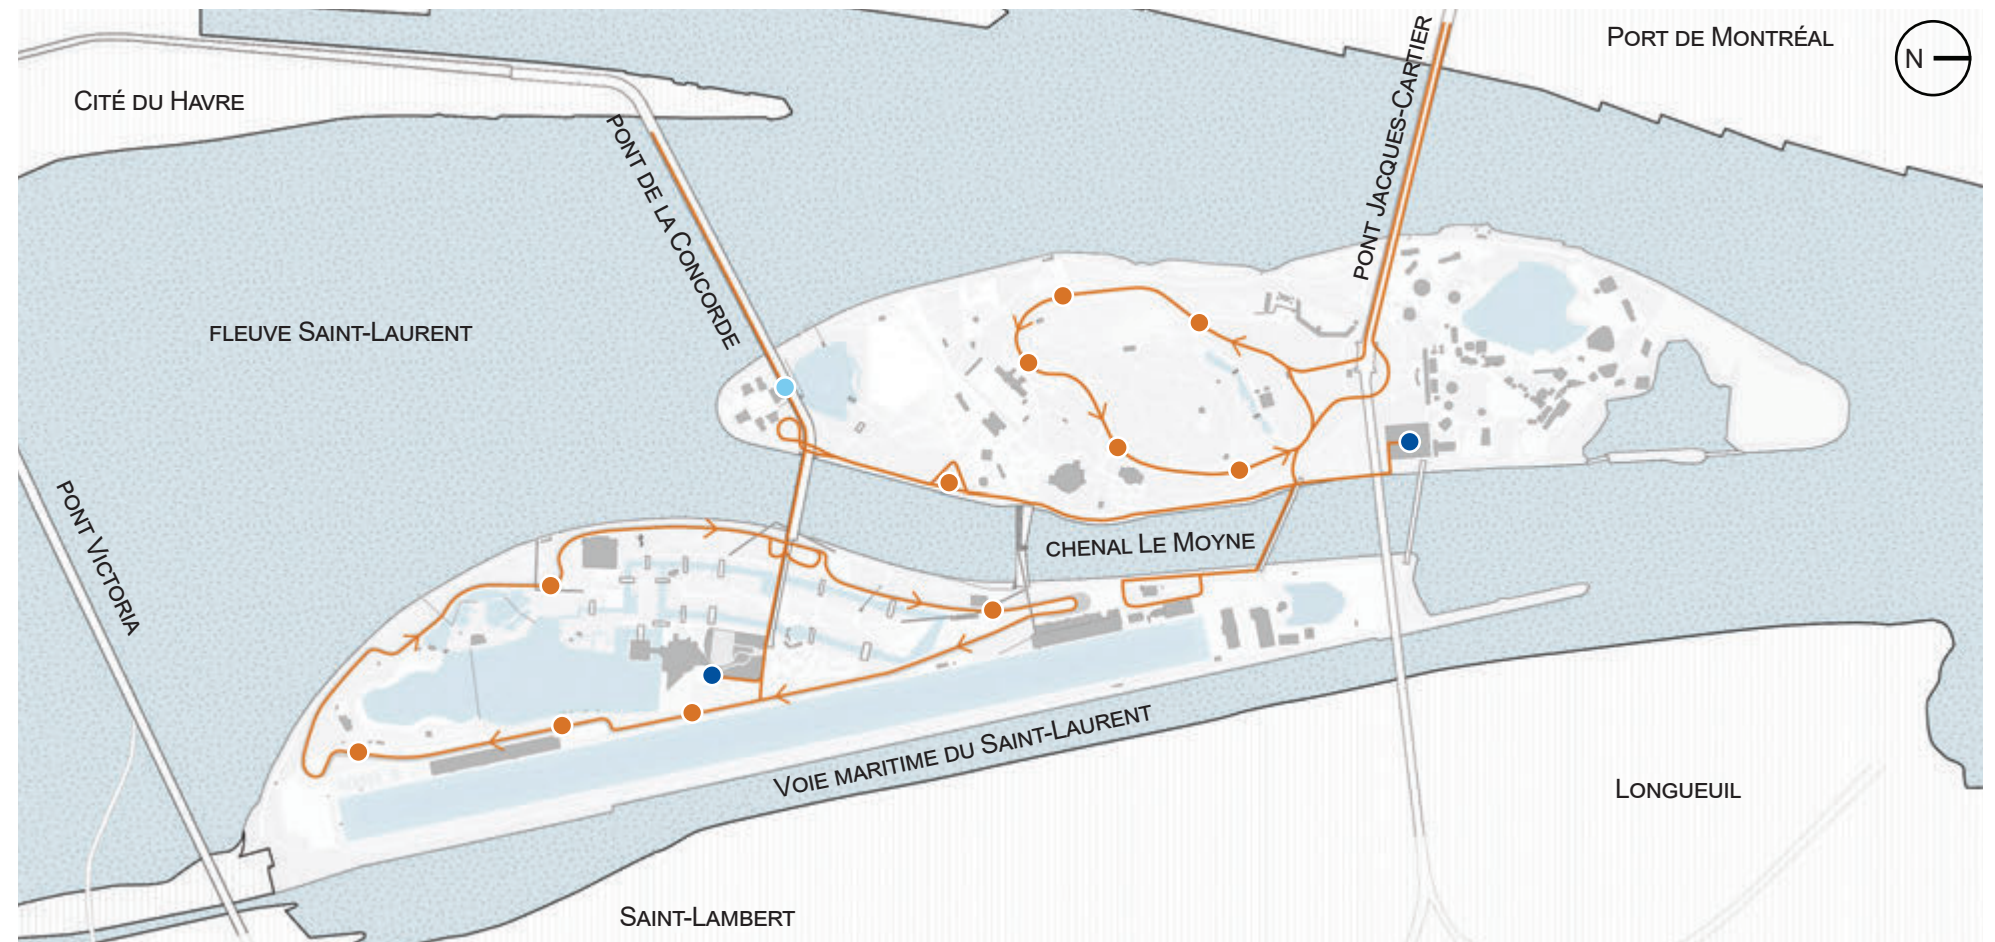 PORT DE MONTRÉAL
N
CITÉ DU HAVRE
PONT DE LA CONCORDE
PONT JACQUES-CARTIER
FLEUVE SAINT-LAURENT
PONT VICTORIA
CHENAL LE MOYNE
VOIE MARITIME DU SAINT-LAURENT
LONGUEUIL
SAINT-LAMBERT